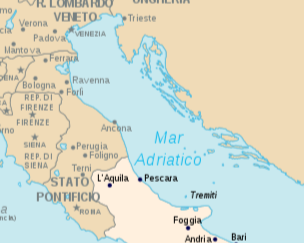 R. LOMBARDO
VENETO
UNGHERIA
Trieste
Verona
Padova
VENEZIA
Mantova
Ferrara
Bologna
Ravenna
Forlì
REP. DI
FIRENZE
FIRENZE
SIENA
REP. DI
SIENA
Ancona
Perugia
Foligno
Mar
Adriatico
Terni
STATO
PONTIFICIO
ROMA
L'Aquila
Pescara
Tremiti
Foggia
Andria
Bari